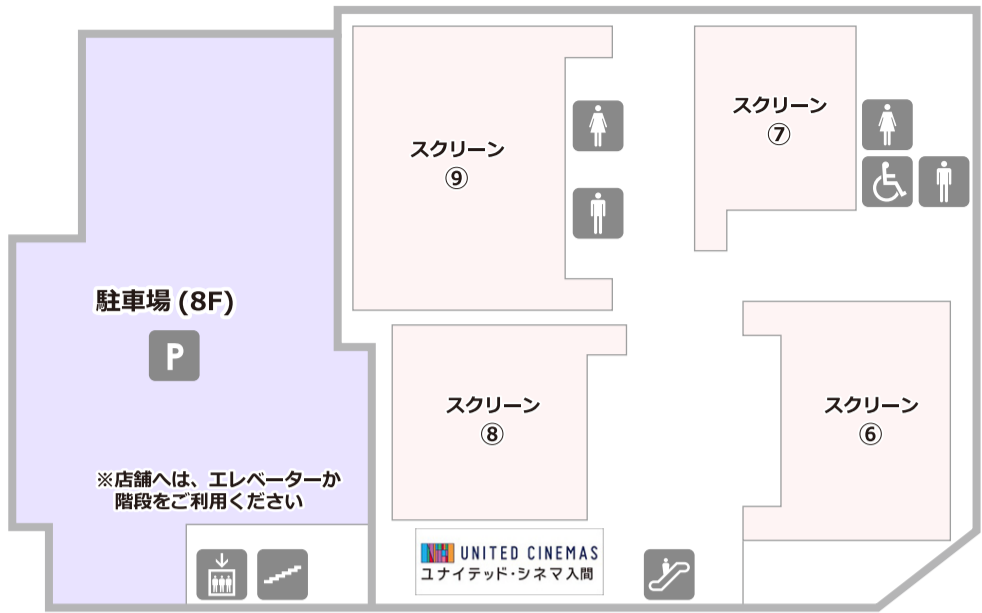 スクリーン
⑨
スクリーン
⑦
駐車場 (8F)
P
スクリーン
⑧
スクリーン
⑥
※店舗へは、エレベーターか
階段をご利用ください
UNITED CINEMAS
ユナイテッド・シネマ入間